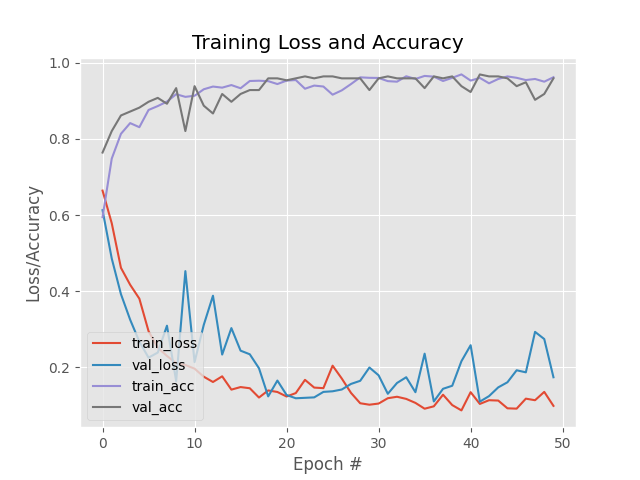 Training Loss and Accuracy
1.0
0.8
0.6
0.4
0.2
Loss/Accuracy
train_loss
val_loss
train_acc
val_acc
0 10 20 30 40 50
Epoch #